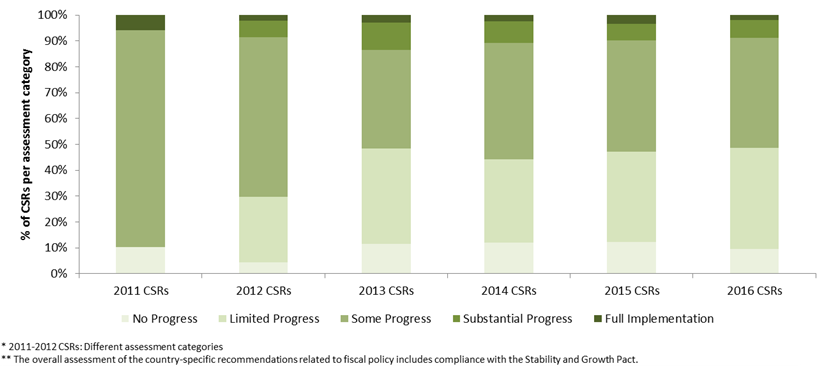 % of CSRs per assessment category
100%
90%
80%
70%
60%
50%
40%
30%
20%
10%
0%
2011 CSRs 2012 CSRs 2013 CSRs 2014 CSRs 2015 CSRs 2016 CSRs
No Progress Limited Progress Some Progress Substantial Progress Full Implementation
* 2011-2012 CSRs: Different assessment categories
** The overall assessment of the country-specific recommendations related to fiscal policy includes compliance with the Stability and Growth Pact.